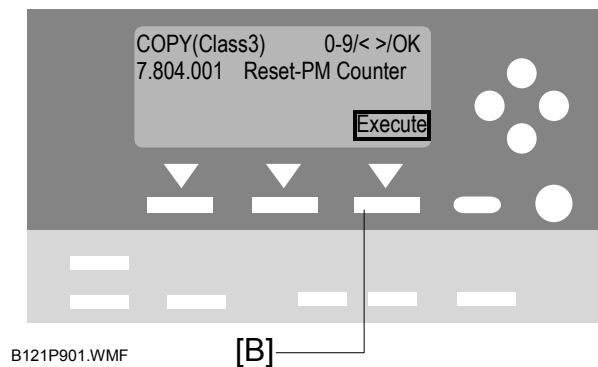 COPY(Class3) 0-9/< >/OK
7.804.001 Reset-PM Counter
Execute
B121P901.WMF [B]